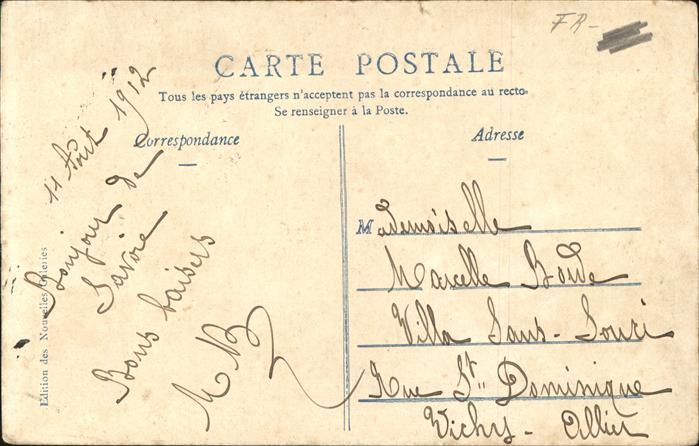 FR-
CARTE POSTALE
Tous les pays étrangers n'acceptent pas la correspondance au recto-
Se renseigner à la Poste.
Correspondance
11 Août 1912
Bonjour de
Savoie
Bons baisers
MB
Edition des Nouvelles Galeries
Adresse
Mademoiselle
Marcelle Borde
Villa Sans-Souci
Rue St Dominique
Vichy - Allier